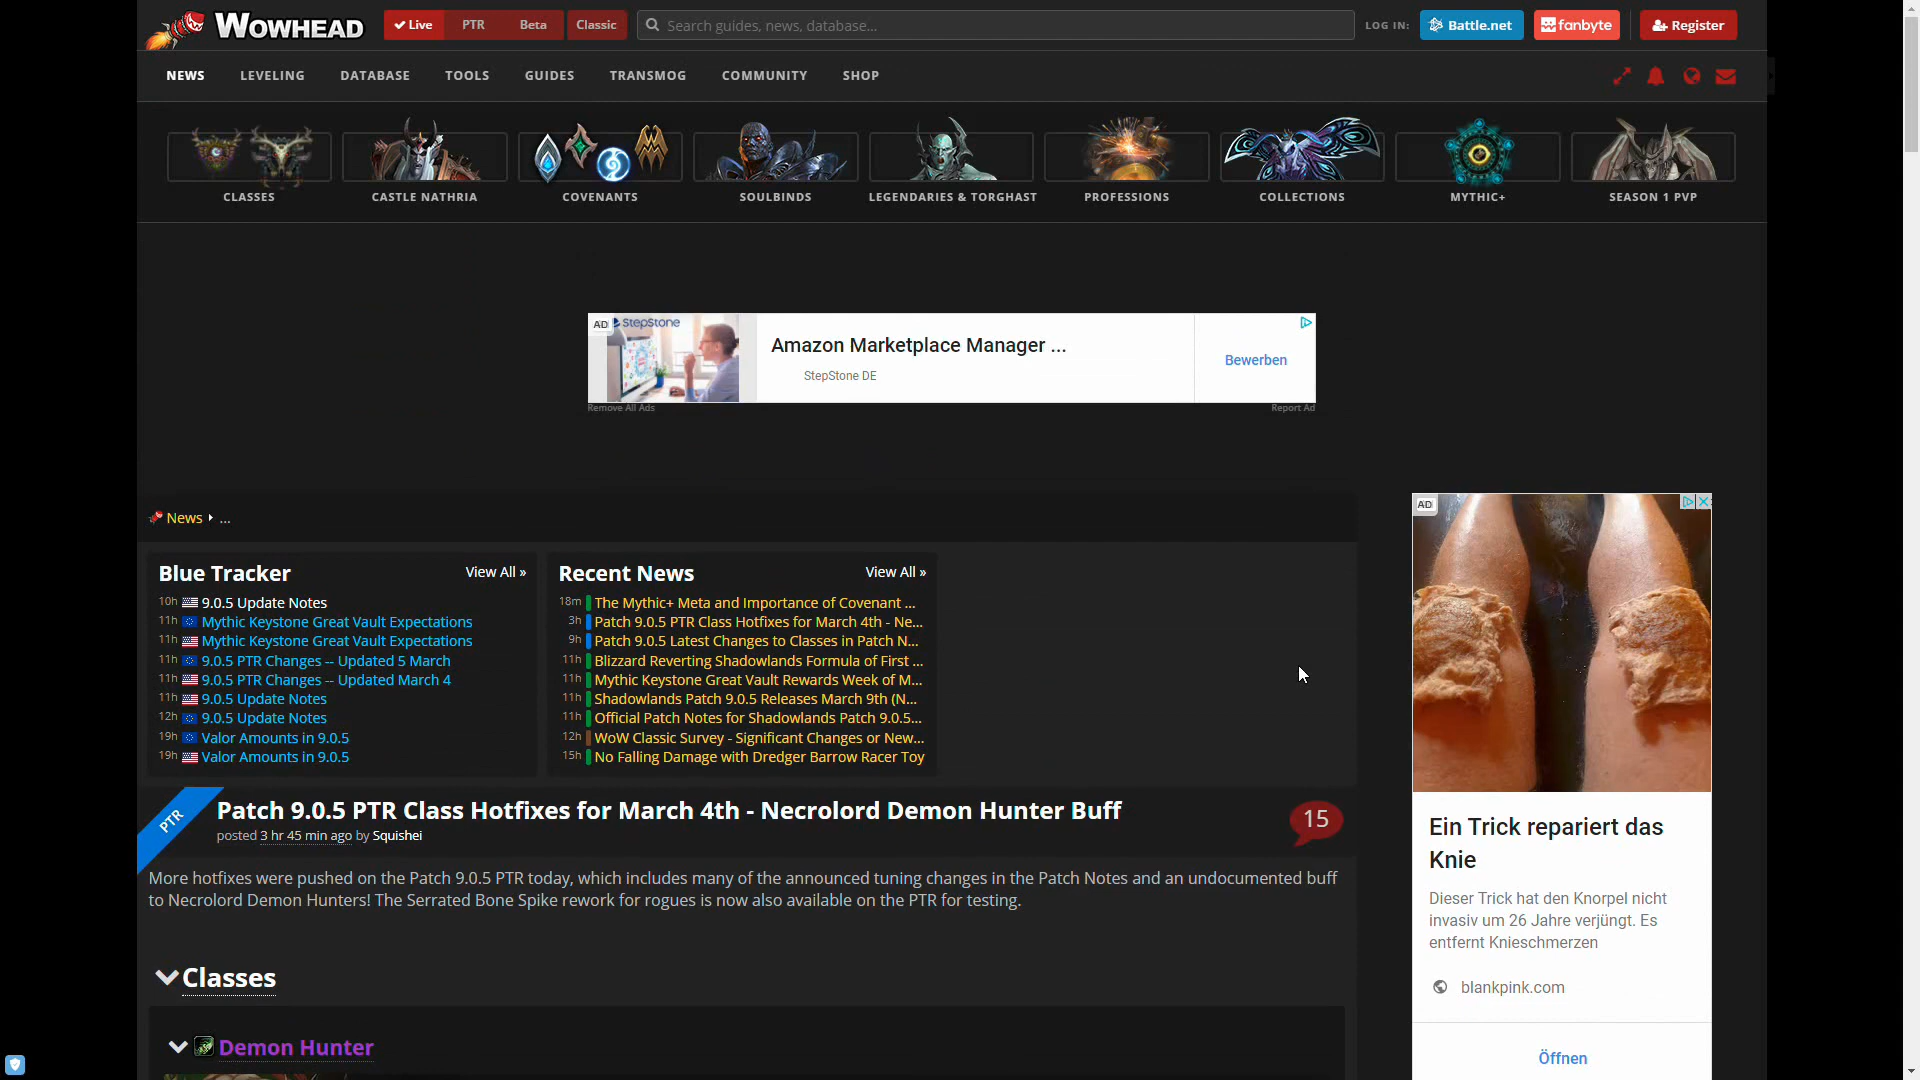 WOWHEAD
Live
PTR
Beta
Classic
Search guides, news, database...
LOG IN:
Battle.net
fanbyte
Register
NEWS
LEVELING
DATABASE
TOOLS
GUIDES
TRANSMOG
COMMUNITY
SHOP
CLASSES
CASTLE NATHRIA
COVENANTS
SOULBINDS
LEGENDARIES & TORGHAST
PROFESSIONS
COLLECTIONS
MYTHIC+
SEASON 1 PVP
AD
StepStone
Amazon Marketplace Manager ...
StepStone DE
Bewerben
Remove All Ads
Report Ad
News
...
Blue Tracker
View All »
10h 9.0.5 Update Notes
11h Mythic Keystone Great Vault Expectations
11h Mythic Keystone Great Vault Expectations
11h 9.0.5 PTR Changes -- Updated 5 March
11h 9.0.5 PTR Changes -- Updated March 4
11h 9.0.5 Update Notes
12h 9.0.5 Update Notes
19h Valor Amounts in 9.0.5
19h Valor Amounts in 9.0.5
Recent News
View All »
18m The Mythic+ Meta and Importance of Covenant ...
3h Patch 9.0.5 PTR Class Hotfixes for March 4th - Ne...
9h Patch 9.0.5 Latest Changes to Classes in Patch N...
11h Blizzard Reverting Shadowlands Formula of First ...
11h Mythic Keystone Great Vault Rewards Week of M...
11h Shadowlands Patch 9.0.5 Releases March 9th (N...
11h Official Patch Notes for Shadowlands Patch 9.0.5...
12h WoW Classic Survey - Significant Changes or New...
15h No Falling Damage with Dredger Barrow Racer Toy
PTR
Patch 9.0.5 PTR Class Hotfixes for March 4th - Necrolord Demon Hunter Buff
posted 3 hr 45 min ago by Squishei
15
More hotfixes were pushed on the Patch 9.0.5 PTR today, which includes many of the announced tuning changes in the Patch Notes and an undocumented buff
to Necrolord Demon Hunters! The Serrated Bone Spike rework for rogues is now also available on the PTR for testing.
Classes
Demon Hunter
AD
Ein Trick repariert das
Knie
Dieser Trick hat den Knorpel nicht
invasiv um 26 Jahre verjüngt. Es
entfernt Knieschmerzen
blankpink.com
Öffnen